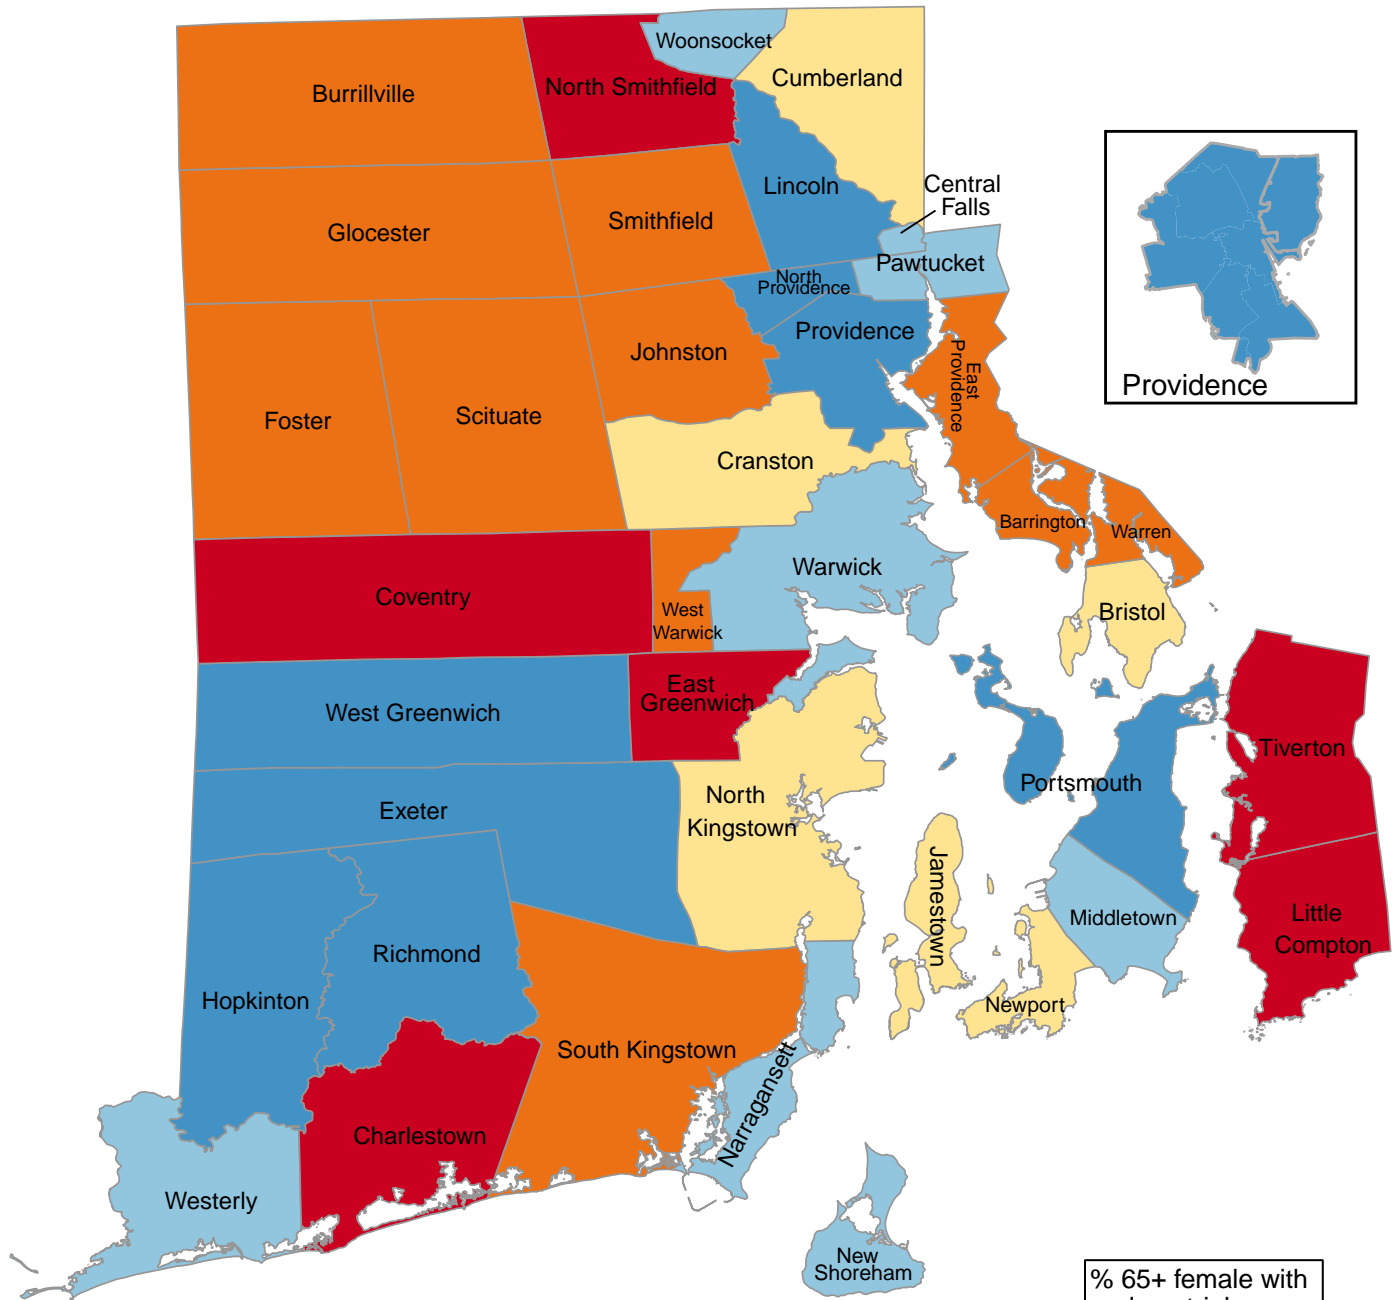 Woonsocket
Cumberland
Burrillville
North Smithfield
Lincoln
Central
Falls
Smithfield
Glocester
Pawtucket
North
Providence
Providence
Johnston
East
Providence
Foster
Scituate
Cranston
Barrington
Warren
Warwick
Coventry
West
Warwick
Bristol
East
Greenwich
West Greenwich
Tiverton
Portsmouth
North
Kingstown
Exeter
Jamestown
Middletown
Little
Compton
Richmond
Hopkinton
Newport
South Kingstown
Narragansett
Charlestown
Westerly
New
Shoreham
Providence
% 65+ female with